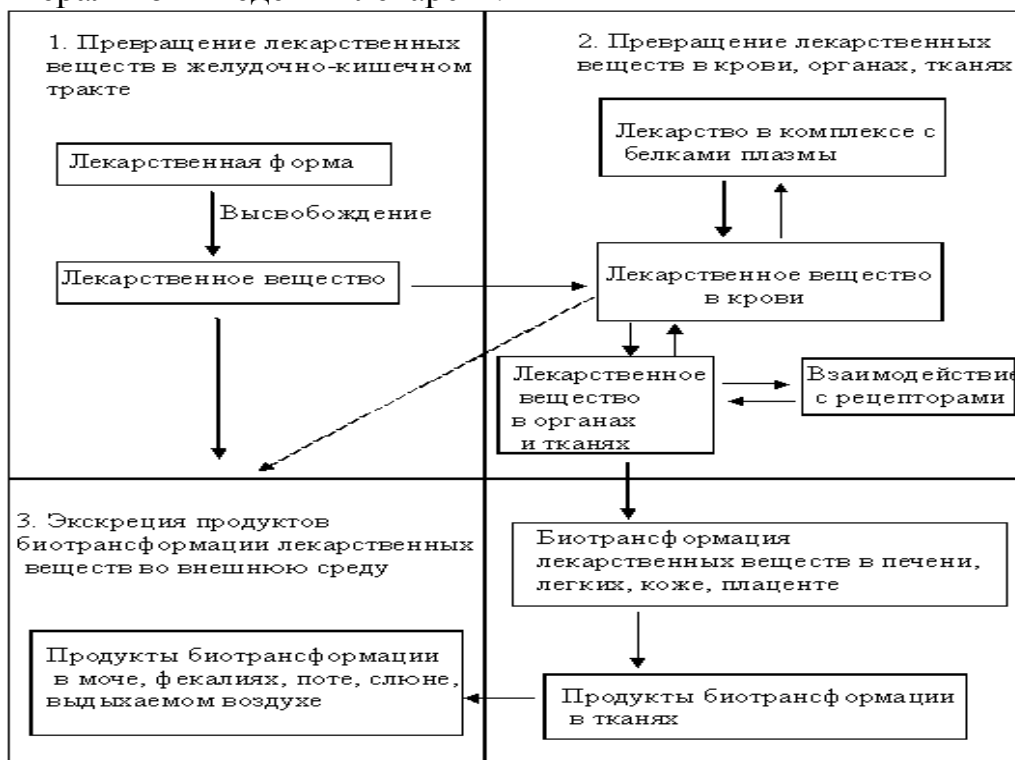 1. Превращение лекарственных
веществ в желудочно-кишечном
тракте
Лекарственная форма
Высвобождение
Лекарственное вещество
2. Превращение лекарственных
веществ в крови, органах, тканях
Лекарство в комплексе с
белками плазмы
Лекарственное вещество
в крови
Лекарственное
вещество
в органах
и тканях
Взаимодействие
с рецепторами
3. Экскреция продуктов
биотрансформации лекарственных
веществ во внешнюю среду
Продукты биотрансформации
в моче, фекалиях, поте, слюне,
выдыхаемом воздухе
Биотрансформация
лекарственных веществ в печени,
легких, коже, плаценте
Продукты биотрансформации
в тканях